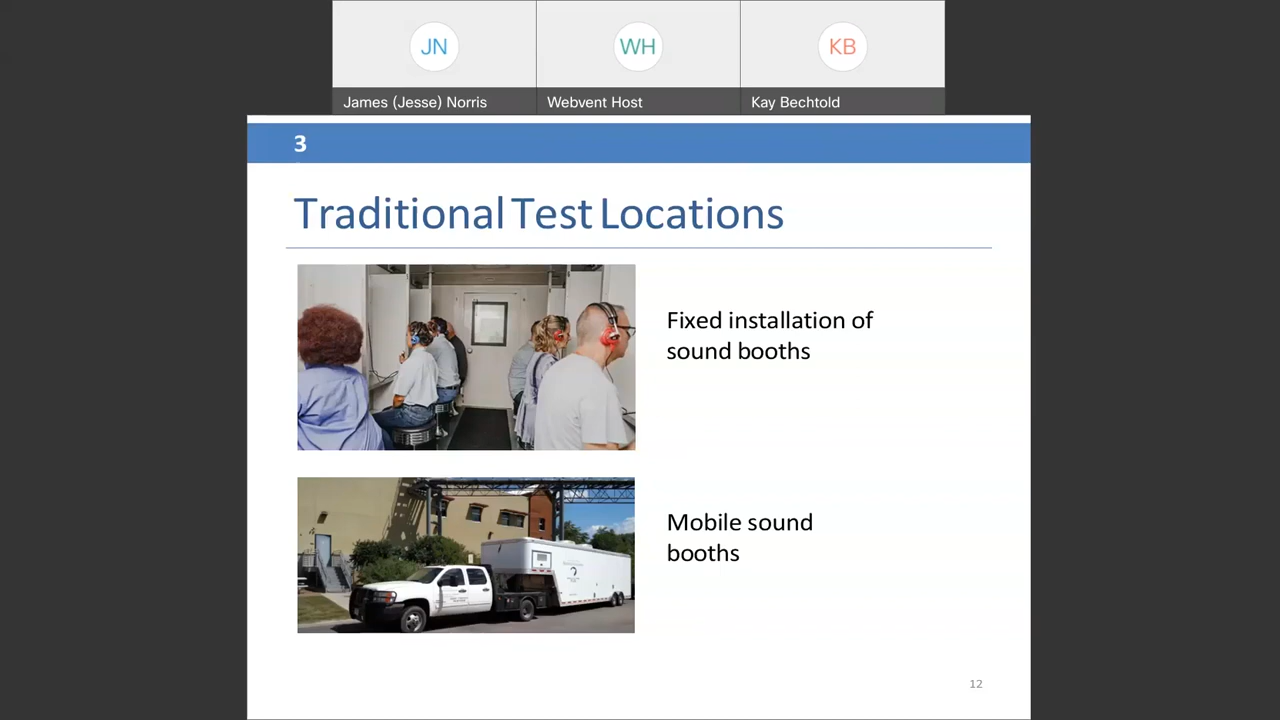 JN
WH
KB
James (Jesse) Norris
Webvent Host
Kay Bechtold
3
Traditional Test Locations
Fixed installation of
sound booths
Mobile sound
booths
12